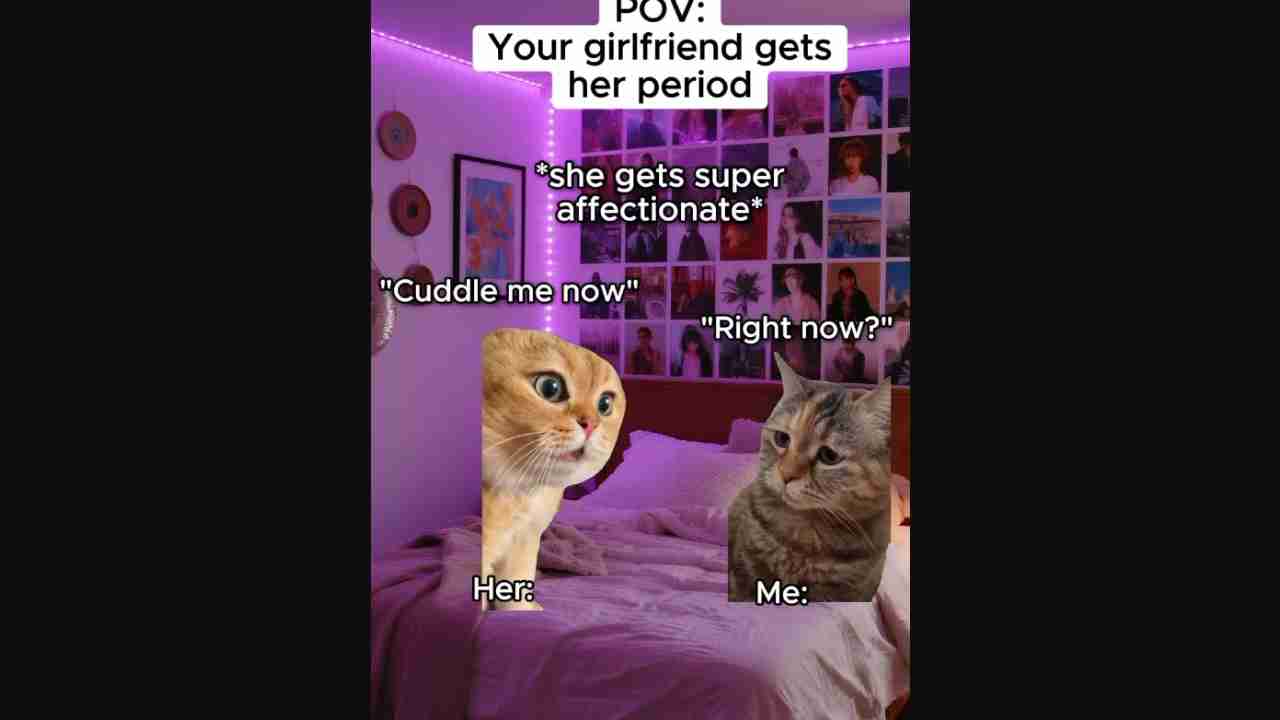 POV:
Your girlfriend gets
her period
*she gets super
affectionate*
"Cuddle me now"
"Right now?"
Her:
Me: